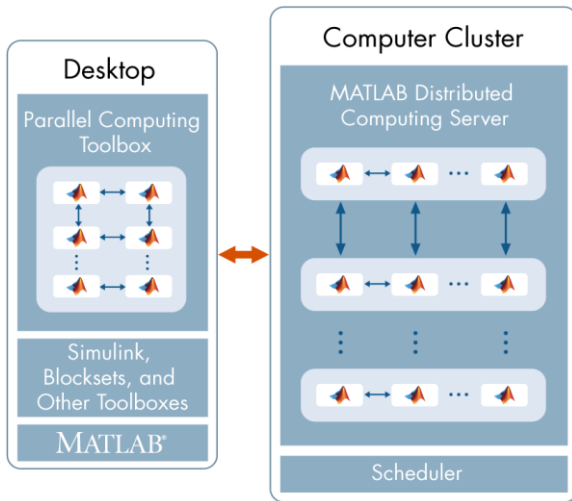 Desktop
Parallel Computing
Toolbox
Simulink,
Blocksets, and
Other Toolboxes
MATLAB®
Computer Cluster
MATLAB Distributed
Computing Server
Scheduler